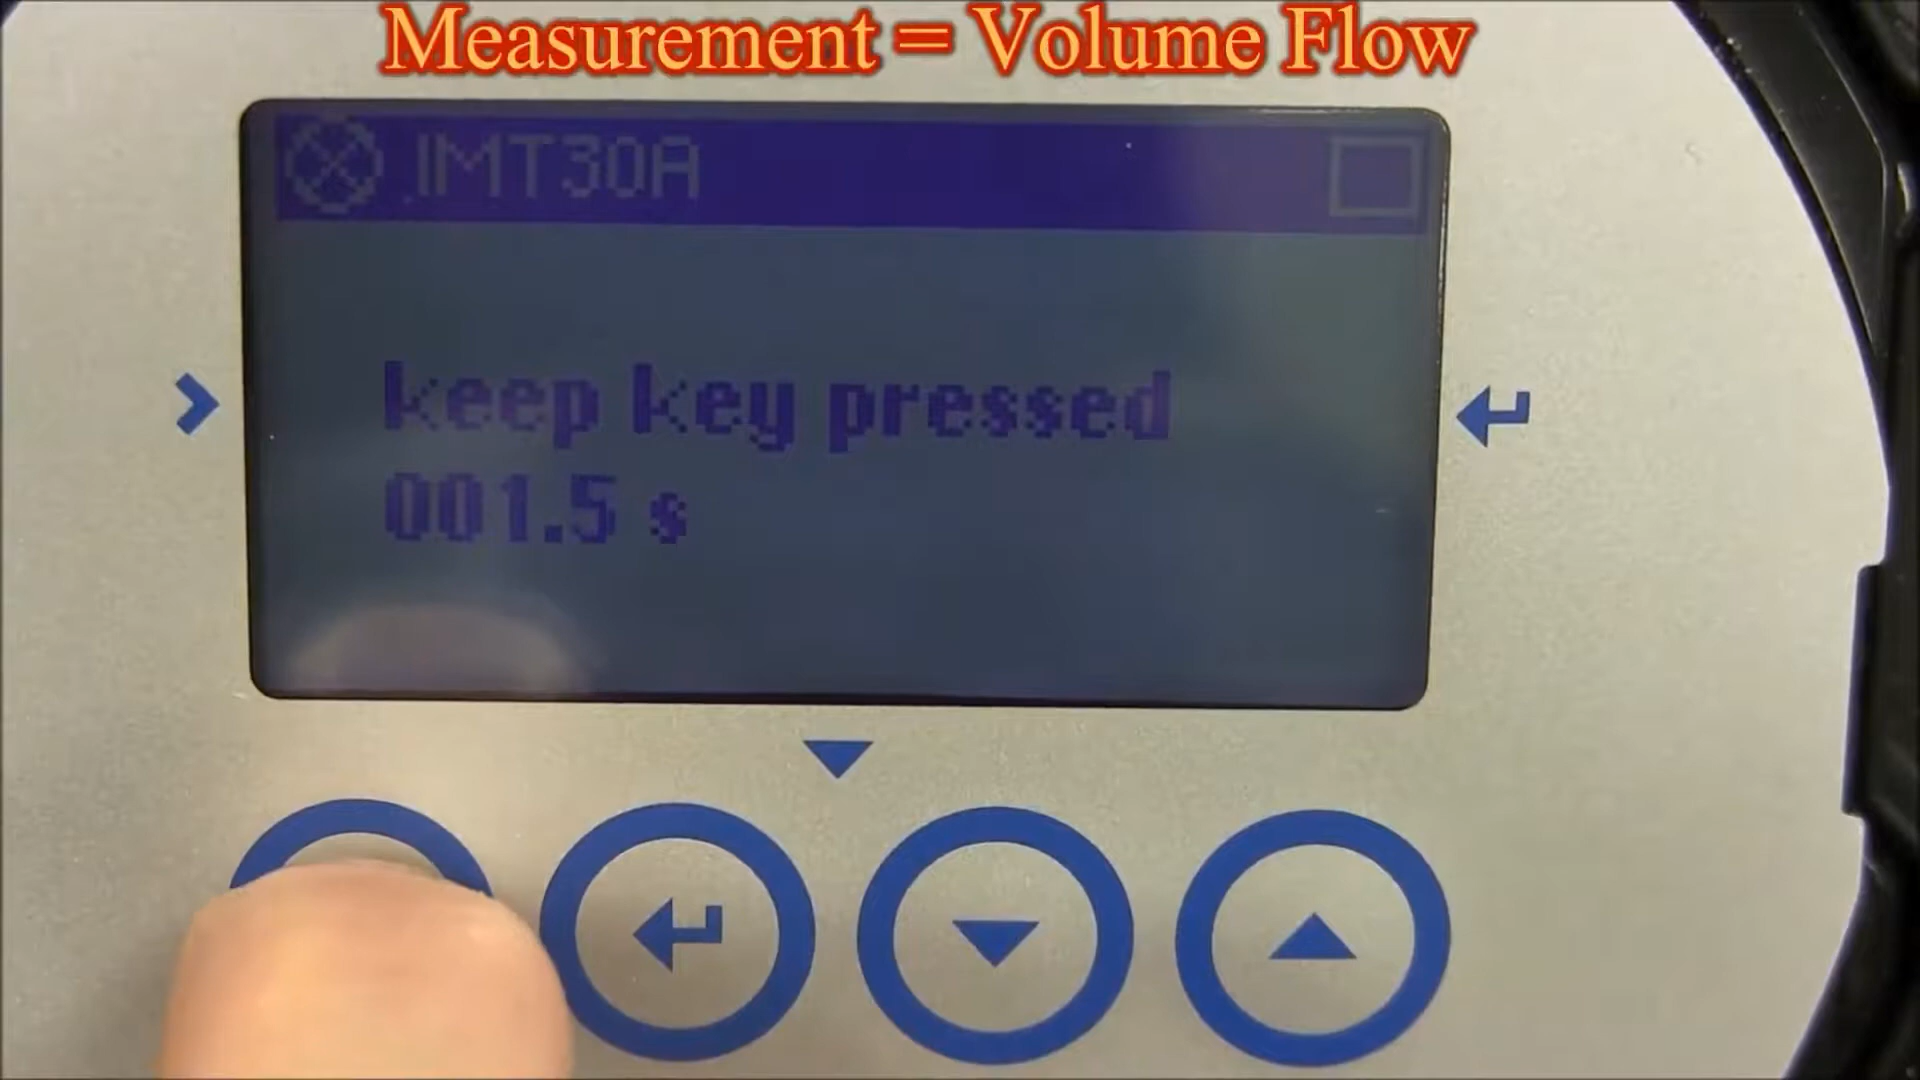 Measurement = Volume Flow
IMT30A
keep key pressed
001.5 s